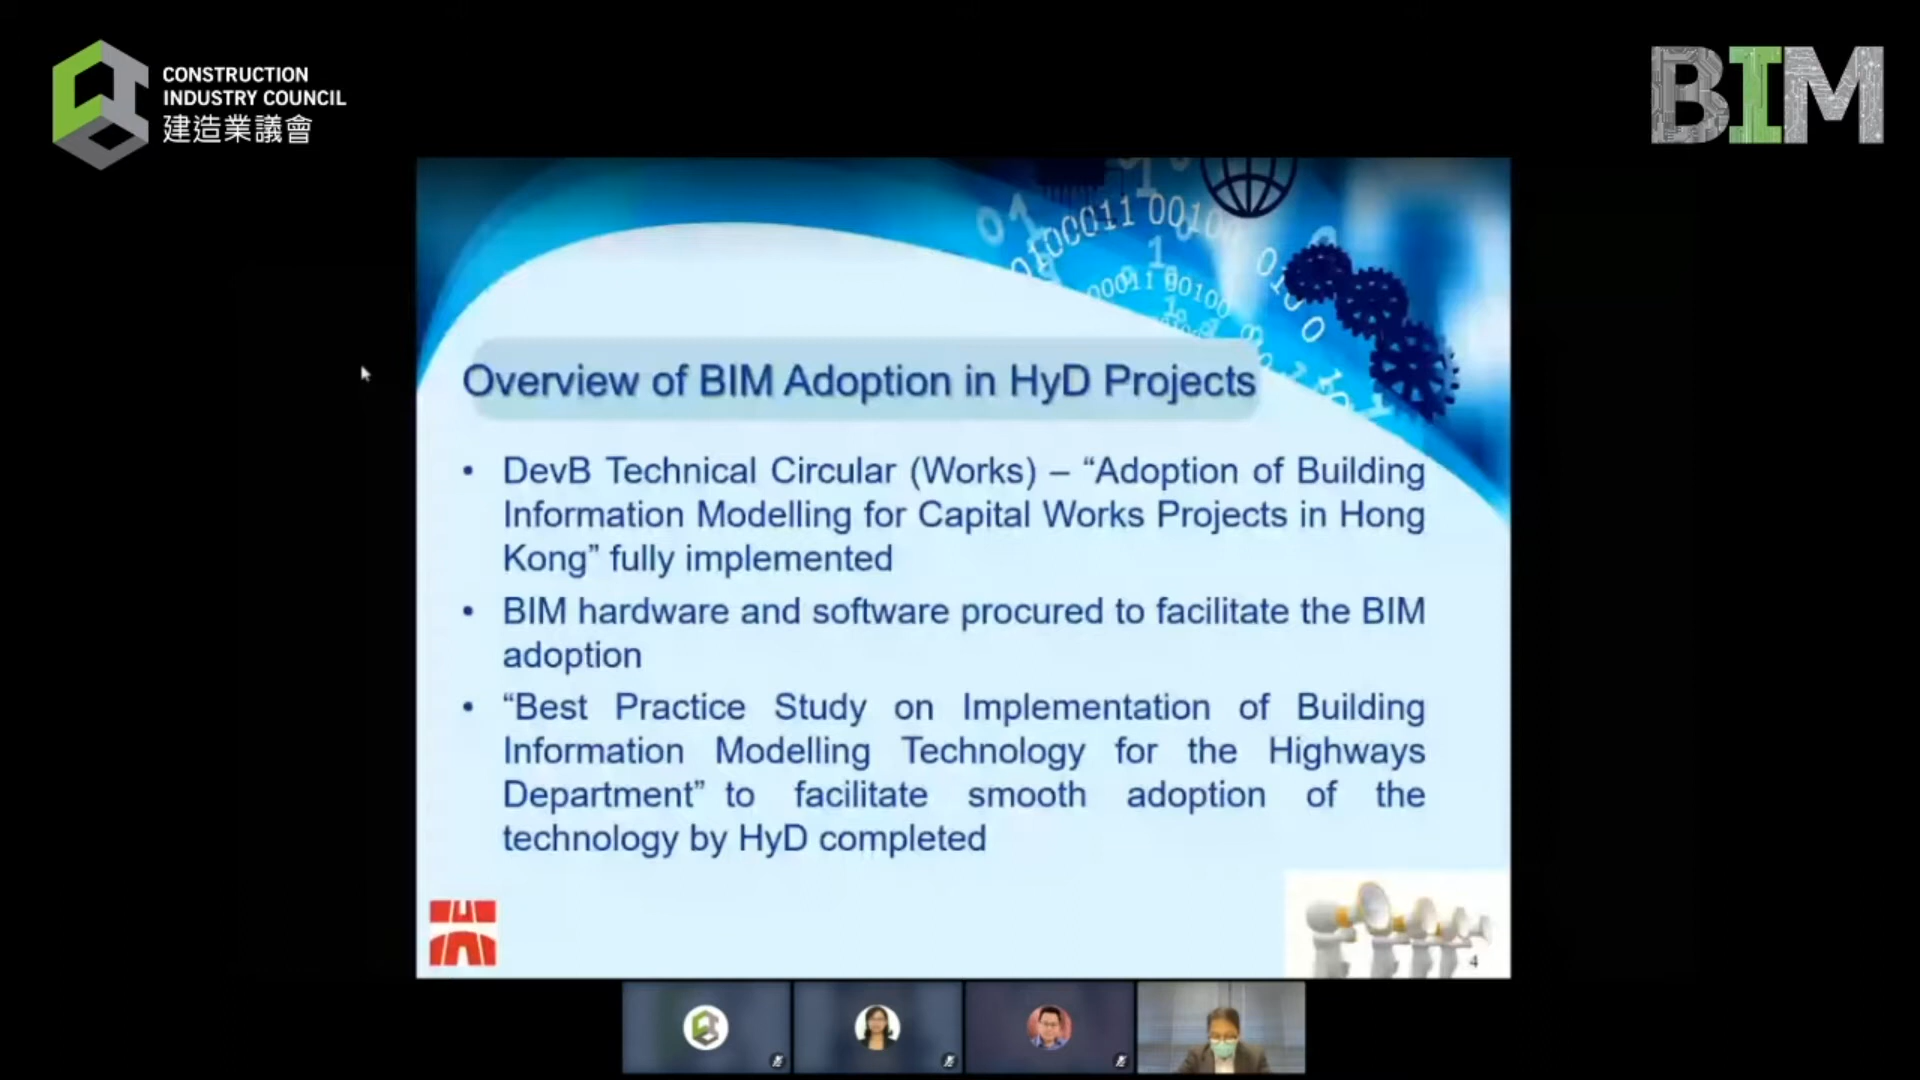 CONSTRUCTION
INDUSTRY COUNCIL
建造業議會
BIM
Overview of BIM Adoption in HyD Projects
• DevB Technical Circular (Works) – “Adoption of Building
Information Modelling for Capital Works Projects in Hong
Kong” fully implemented
• BIM hardware and software procured to facilitate the BIM
adoption
• “Best Practice Study on Implementation of Building
Information Modelling Technology for the Highways
Department” to facilitate smooth adoption of the
technology by HyD completed
4